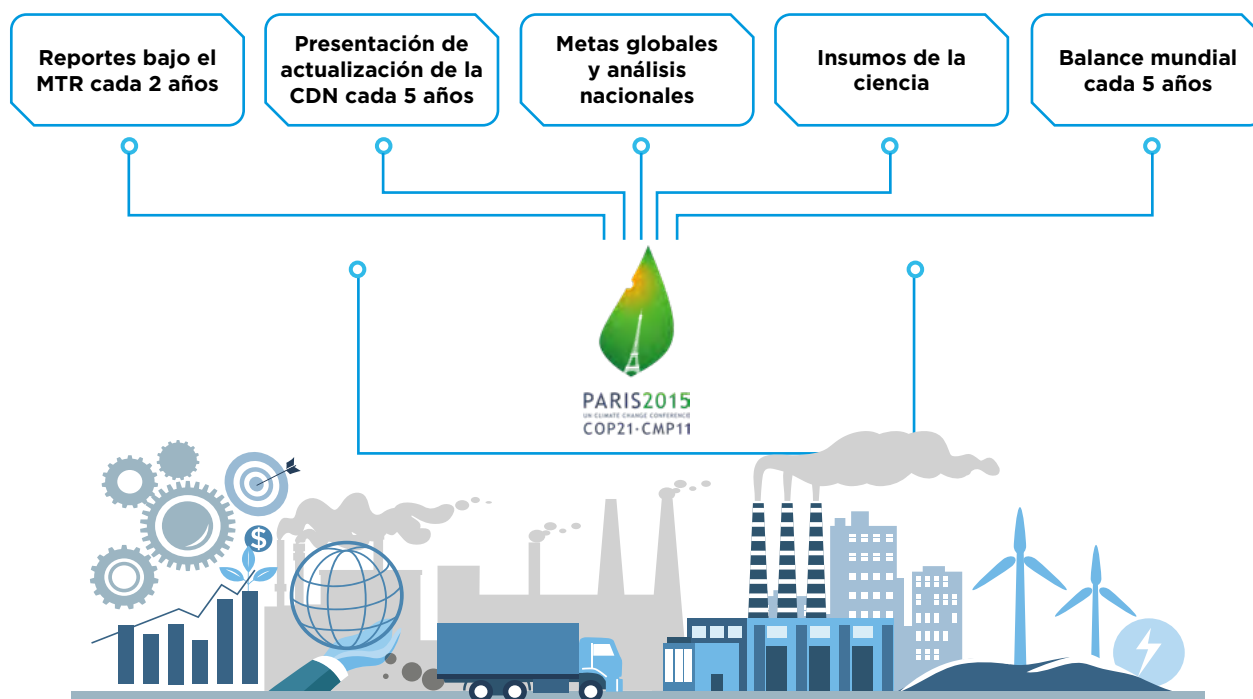 Reportes bajo el
MTR cada 2 años
Presentación de
actualización de la
CDN cada 5 años
Metas globales
y análisis
nacionales
Insumos de la
ciencia
Balance mundial
cada 5 años
PARIS2015
UN CLIMATE CHANGE CONFERENCE
COP21·CMP11
$